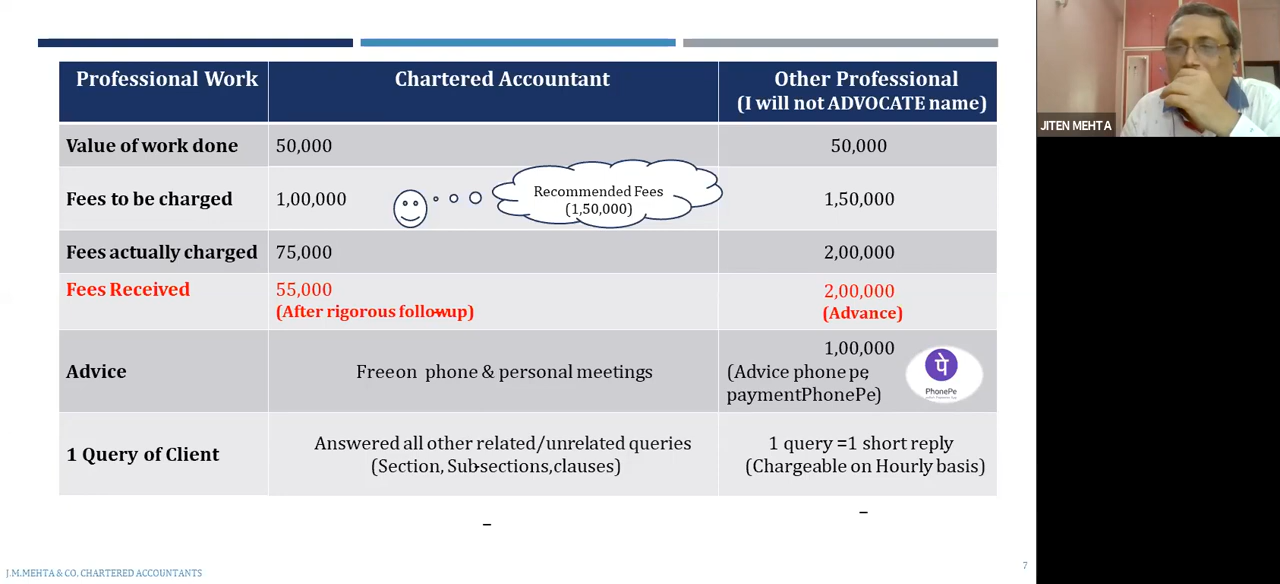 Professional Work
Chartered Accountant
Other Professional
(I will not ADVOCATE name)
Value of work done
50,000
50,000
Fees to be charged
1,00,000
Recommended Fees
(1,50,000)
1,50,000
Fees actually charged
75,000
2,00,000
Fees Received
55,000
(After rigorous followup)
2,00,000
(Advance)
Advice
Freeon phone & personal meetings
1,00,000
(Advice phone pe;
paymentPhonePe)
पे
PhonePe
1 Query of Client
Answered all other related/unrelated queries
(Section, Sub-sections,clauses)
1 query =1 short reply
(Chargeable on Hourly basis)
J.M.MEHTA & CO. CHARTERED ACCOUNTANTS
7
JITEN MEHTA